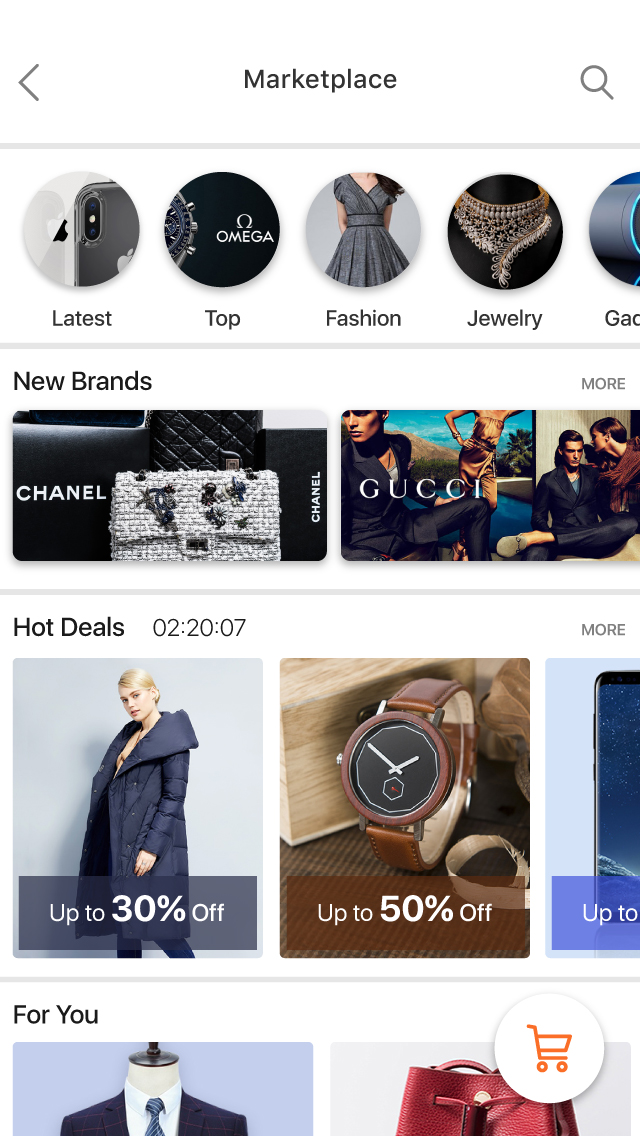 Marketplace
Ω
OMEGA
Latest
Top
Fashion
Jewelry
Gad
New Brands
MORE
CHANEL
CHANEL
GUCCI
Hot Deals
02:20:07
MORE
Up to 30% Off
Up to 50% Off
Up to
For You